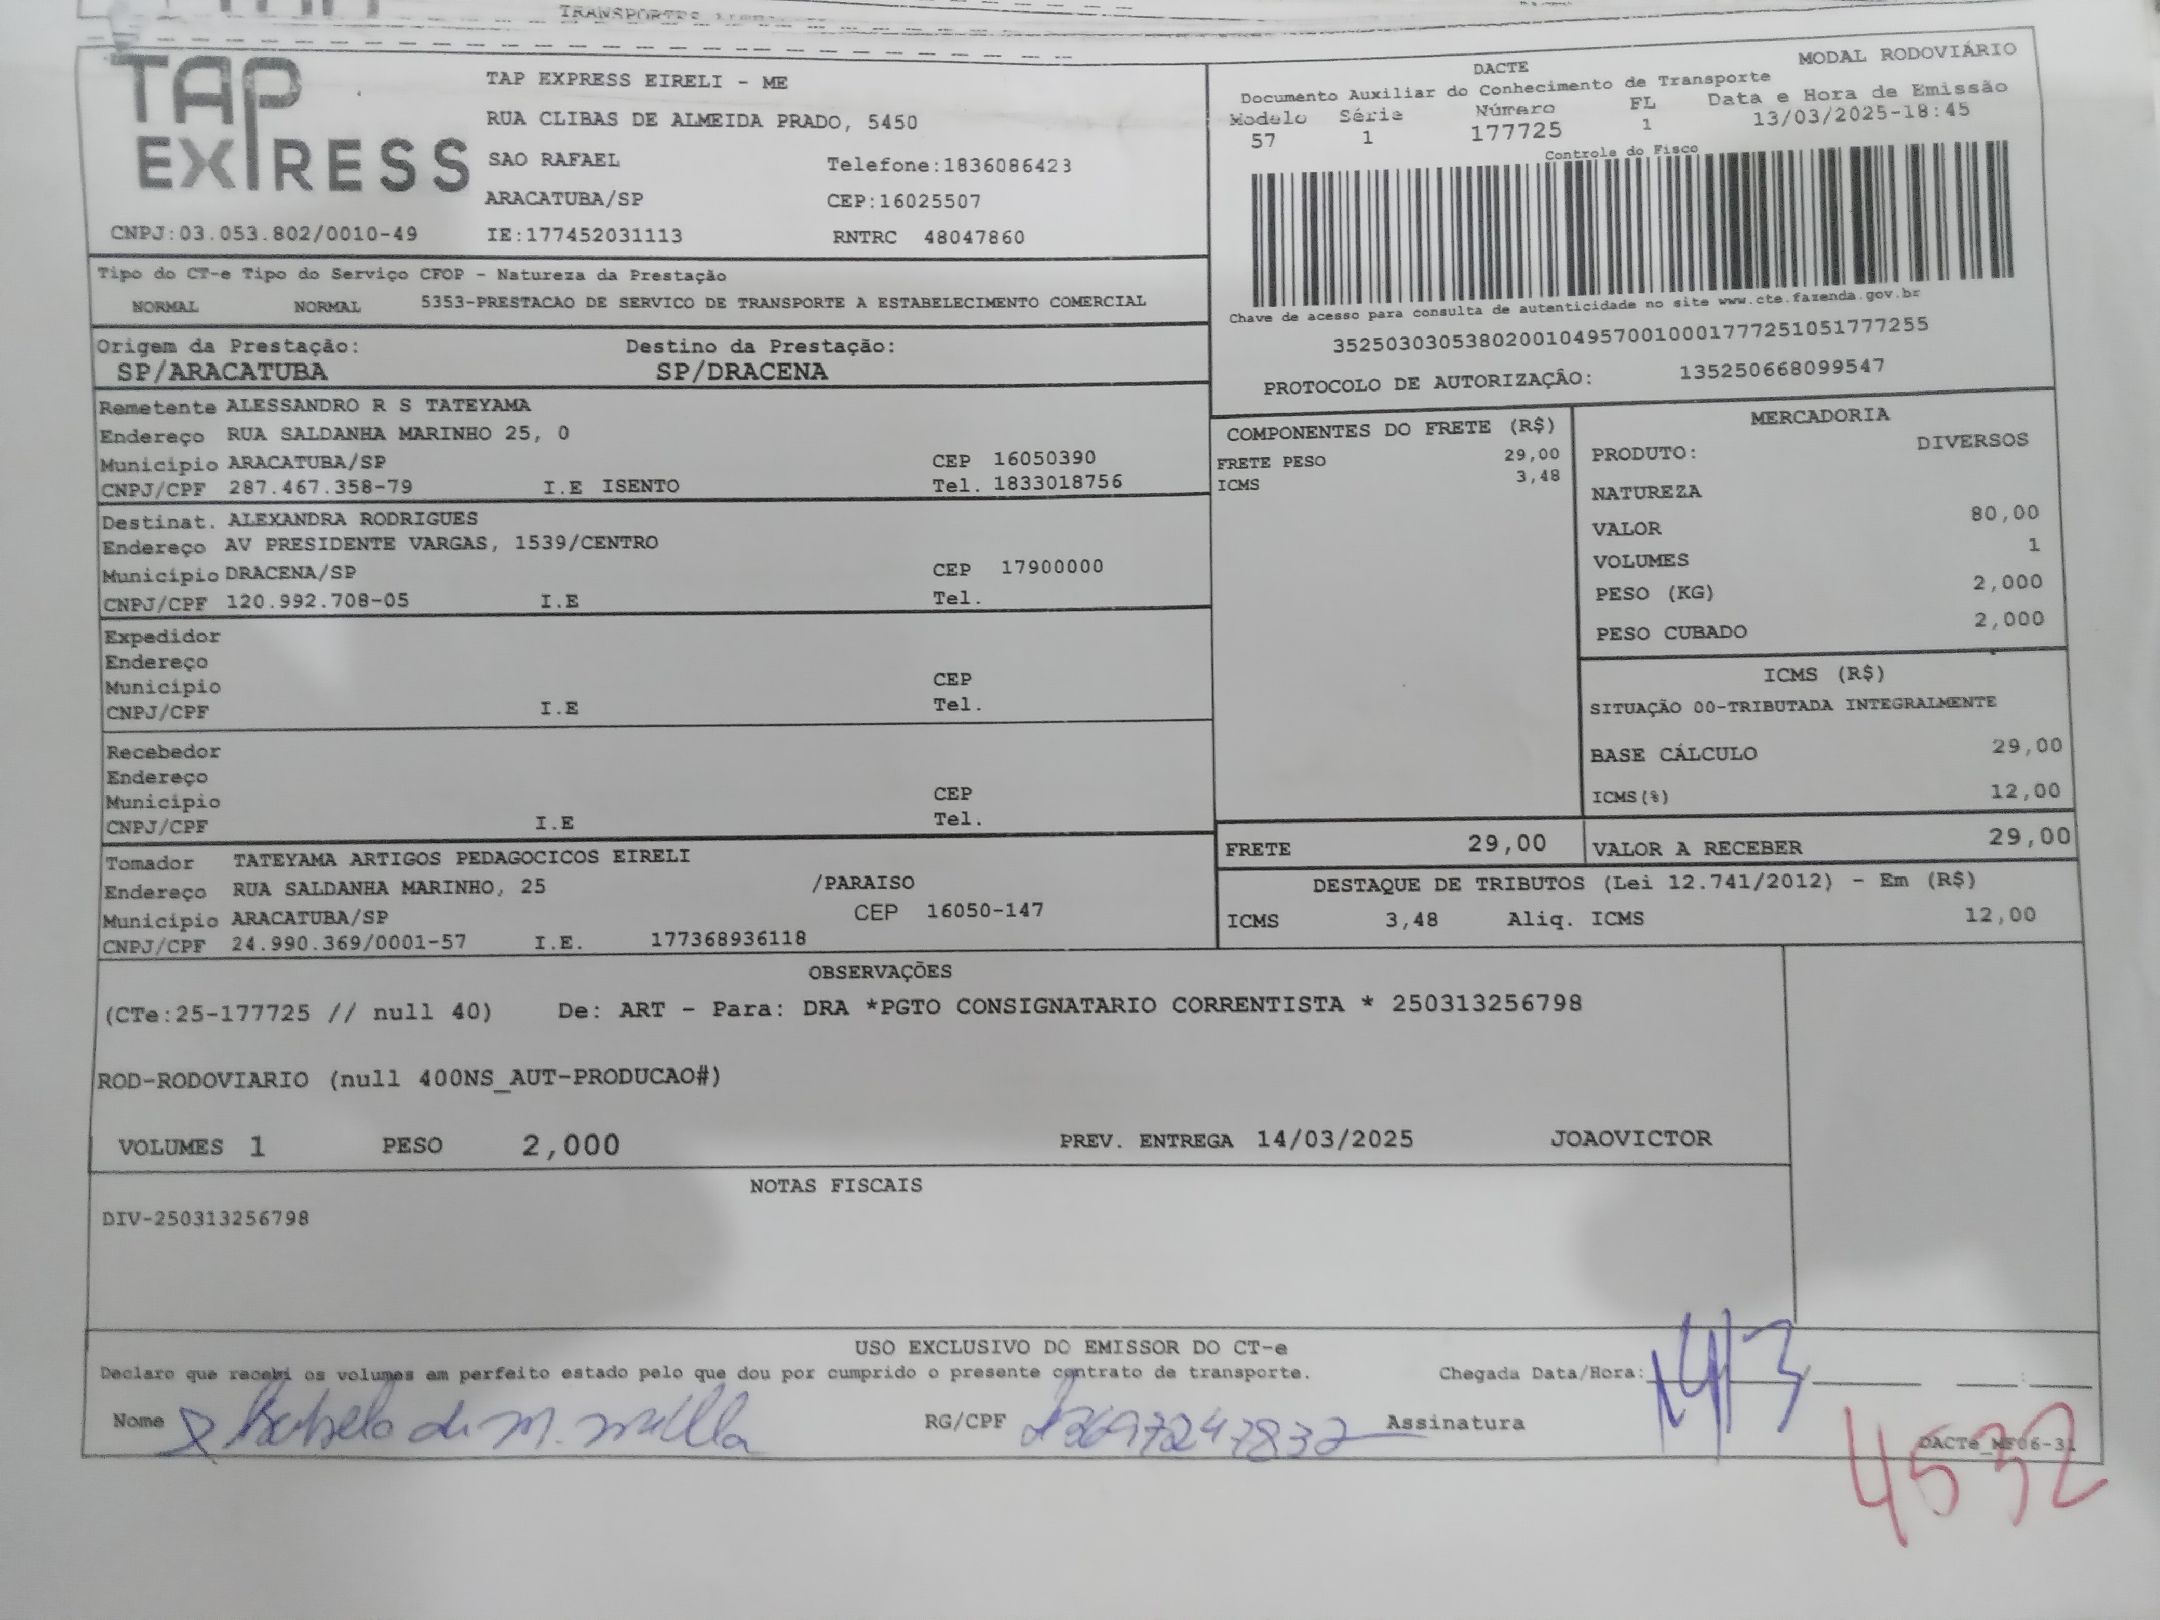 TRANSPORTES
TAP
EXPRESS
TAP EXPRESS EIRELI - ME
RUA CLIBAS DE ALMEIDA PRADO, 5450
SAO RAFAEL Telefone:1836086423
ARACATUBA/SP CEP:16025507
CNPJ:03.053.802/0010-49 IE:177452031113 RNTRC 48047860
DACTE MODAL RODOVIÁRIO
Documento Auxiliar do Conhecimento de Transporte
Modelo Série Número FL Data e Hora de Emissão
57 1 177725 1 13/03/2025-18:45
Controle do Fisco
Chave de acesso para consulta de autenticidade no site www.cte.fazenda.gov.br
35250303053802001049570010001777251051777255
PROTOCOLO DE AUTORIZAÇÃO: 135250668099547
Tipo do CT-e Tipo do Serviço CFOP - Natureza da Prestação
NORMAL NORMAL 5353-PRESTACAO DE SERVICO DE TRANSPORTE A ESTABELECIMENTO COMERCIAL
Origem da Prestação: Destino da Prestação:
SP/ARACATUBA SP/DRACENA
Remetente ALESSANDRO R S TATEYAMA
Endereço RUA SALDANHA MARINHO 25, 0
Município ARACATUBA/SP CEP 16050390
CNPJ/CPF 287.467.358-79 I.E ISENTO Tel. 1833018756
Destinat. ALEXANDRA RODRIGUES
Endereço AV PRESIDENTE VARGAS, 1539/CENTRO
Município DRACENA/SP CEP 17900000
CNPJ/CPF 120.992.708-05 I.E Tel.
Expedidor
Endereço
Município CEP
CNPJ/CPF I.E Tel.
Recebedor
Endereço
Município CEP
CNPJ/CPF I.E Tel.
Tomador TATEYAMA ARTIGOS PEDAGOCICOS EIRELI
Endereço RUA SALDANHA MARINHO, 25 /PARAISO
Município ARACATUBA/SP CEP 16050-147
CNPJ/CPF 24.990.369/0001-57 I.E. 177368936118
COMPONENTES DO FRETE (R$)
FRETE PESO 29,00
ICMS 3,48
MERCADORIA
PRODUTO: DIVERSOS
NATUREZA
VALOR 80,00
VOLUMES 1
PESO (KG) 2,000
PESO CUBADO 2,000
ICMS (R$)
SITUAÇÃO 00-TRIBUTADA INTEGRALMENTE
BASE CÁLCULO 29,00
ICMS(%) 12,00
FRETE 29,00 VALOR A RECEBER 29,00
DESTAQUE DE TRIBUTOS (Lei 12.741/2012) - Em (R$)
ICMS 3,48 Aliq. ICMS 12,00
OBSERVAÇÕES
(CTe:25-177725 // null 40) De: ART - Para: DRA *PGTO CONSIGNATARIO CORRENTISTA * 250313256798
ROD-RODOVIARIO (null 400NS_AUT-PRODUCAO#)
VOLUMES 1 PESO 2,000 PREV. ENTREGA 14/03/2025 JOAOVICTOR
NOTAS FISCAIS
DIV-250313256798
USO EXCLUSIVO DO EMISSOR DO CT-e
Declaro que recebi os volumes em perfeito estado pelo que dou por cumprido o presente contrato de transporte. Chegada Data/Hora: 14/3
Nome RG/CPF Assinatura
DACTe_MF06-31
4532